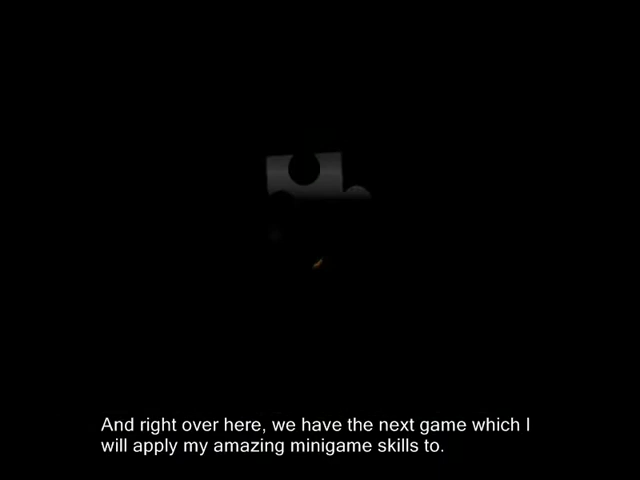 And right over here, we have the next game which I
will apply my amazing minigame skills to.